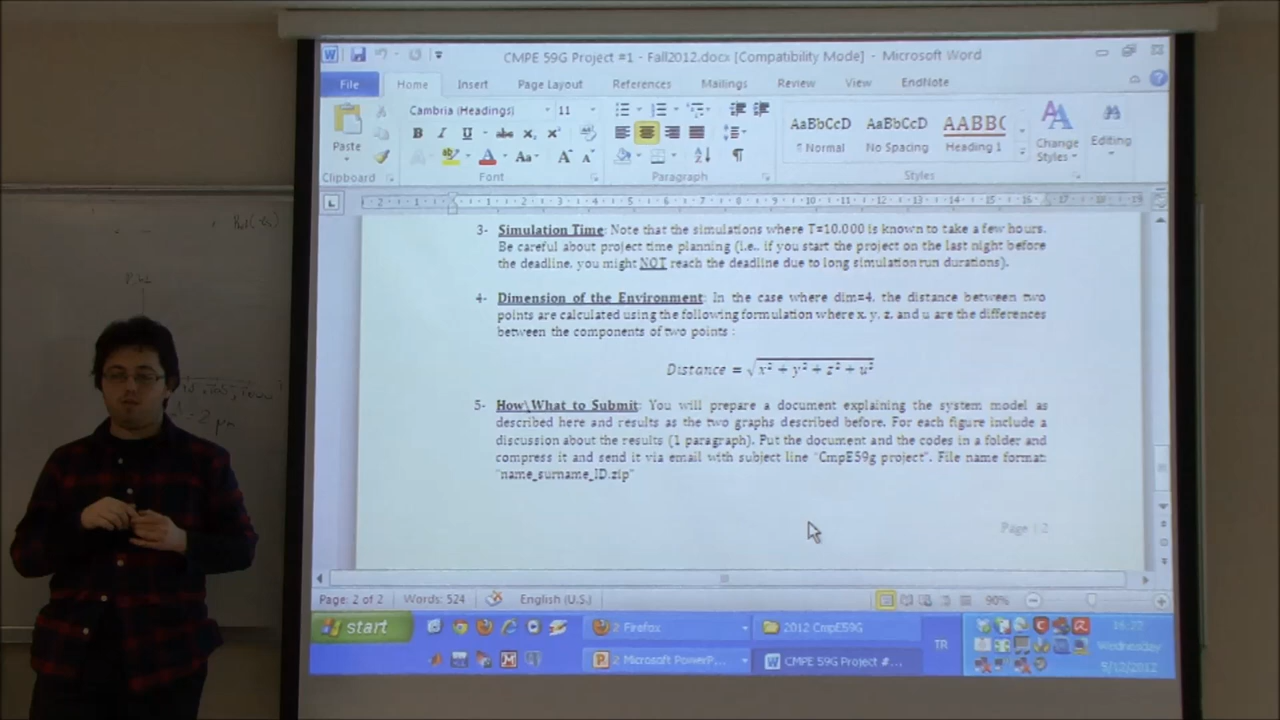 CMPE 59G Project #1 - Fall2012.docx [Compatibility Mode] - Microsoft Word
File Home Insert Page Layout References Mailings Review View EndNote
Cambria (Headings) 11
AaBbCcD AaBbCcD AABBC
Paste
¶ Normal No Spacing Heading 1 Change Styles Editing
Clipboard Font Paragraph Styles
3- Simulation Time: Note that the simulations where T=10.000 is known to take a few hours.
Be careful about project time planning (i.e., if you start the project on the last night before
the deadline, you might NOT reach the deadline due to long simulation run durations).
4- Dimension of the Environment: In the case where dim=4, the distance between two
points are calculated using the following formulation where x, y, z, and u are the differences
between the components of two points :
Distance = √x² + y² + z² + u²
5- How\What to Submit: You will prepare a document explaining the system model as
described here and results as the two graphs described before. For each figure include a
discussion about the results (1 paragraph). Put the document and the codes in a folder and
compress it and send it via email with subject line "CmpE59g project". File name format:
"name_surname_ID.zip"
Page 1 2
Page: 2 of 2 Words: 524 English (U.S.) 90%
start 2 Firefox 2012 CmpE59G 16:22
TR Wednesday
2 Microsoft PowerP... CMPE 59G Project #... 5/12/2012